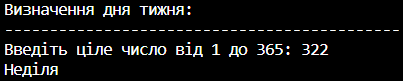 Визначення дня тижня:
--------------------------------------------
Введіть ціле число від 1 до 365: 322
Неділя